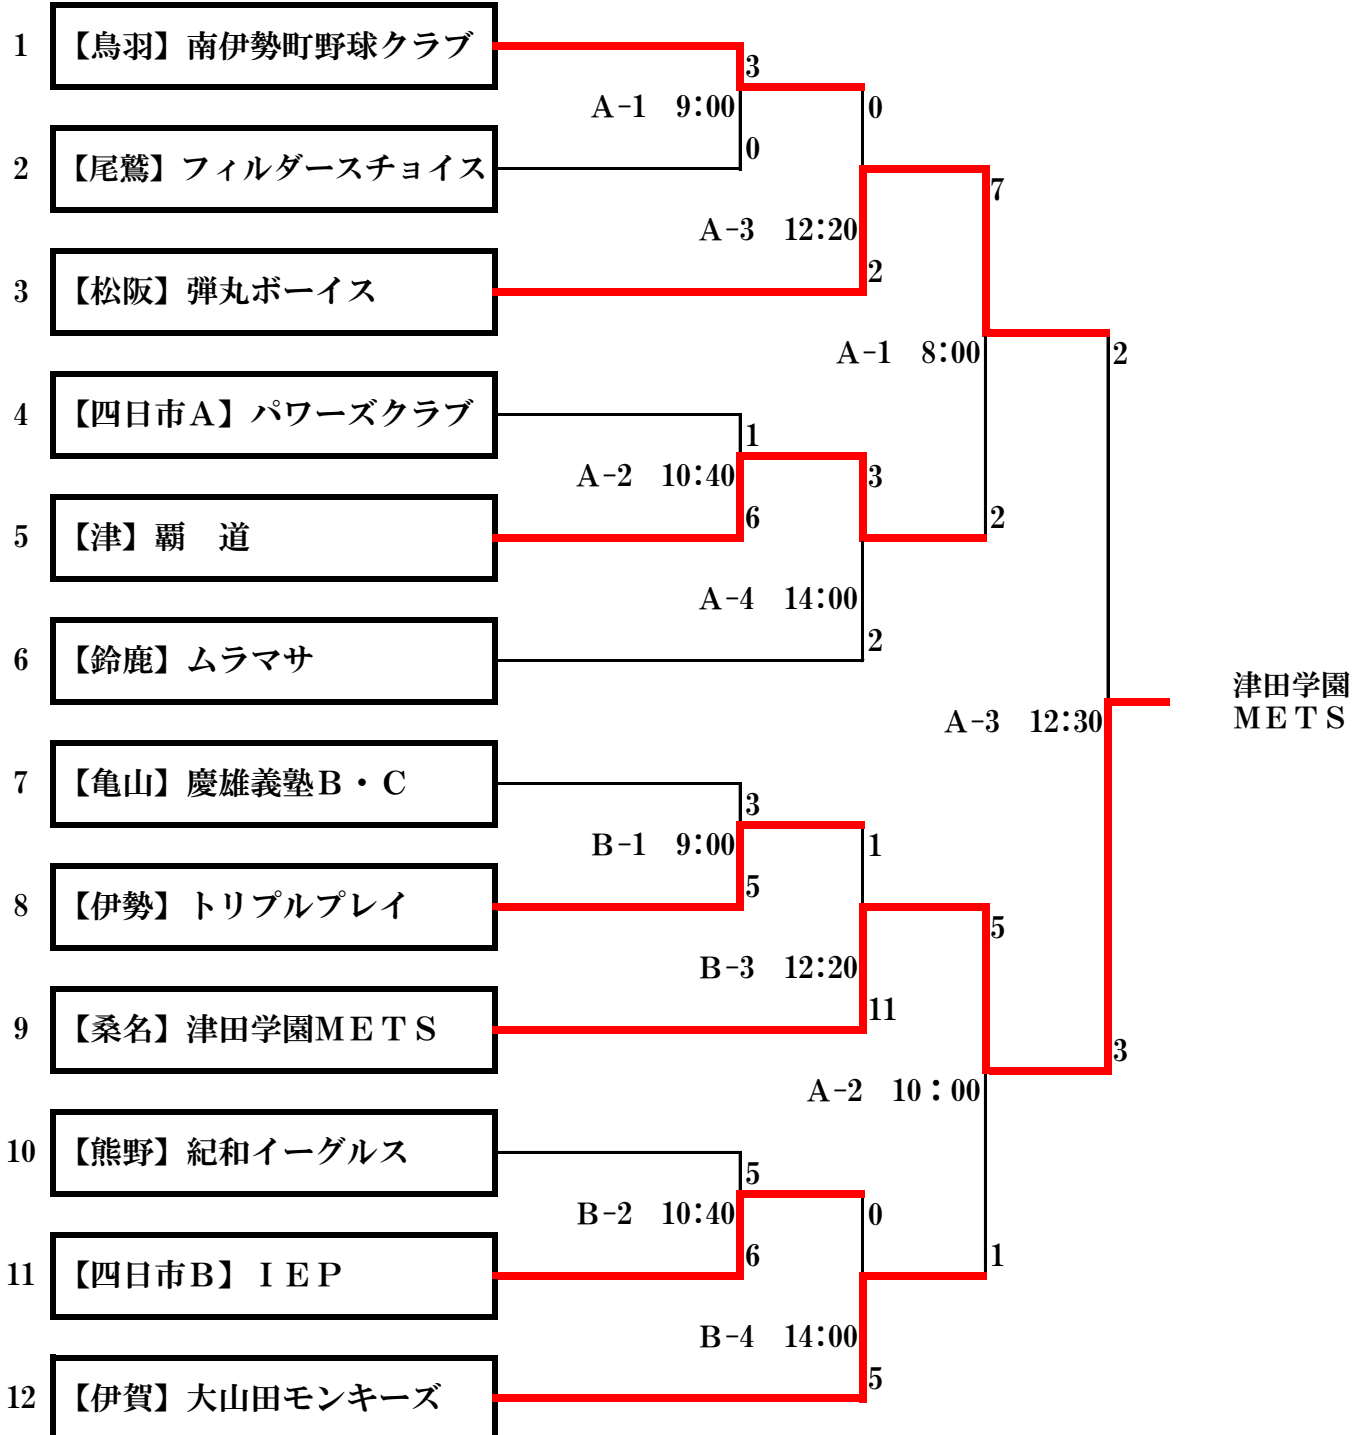 1 【鳥羽】南伊勢町野球クラブ
3
A-1 9:00
0
0
2 【尾鷲】フィルダースチョイス
7
A-3 12:20
2
3 【松阪】弾丸ボーイス
A-1 8:00
2
4 【四日市A】パワーズクラブ
1
A-2 10:40
3
6
2
5 【津】覇 道
A-4 14:00
2
6 【鈴鹿】ムラマサ
津田学園
METS
A-3 12:30
7 【亀山】慶雄義塾B・C
3
B-1 9:00
1
5
8 【伊勢】トリプルプレイ
5
B-3 12:20
11
9 【桑名】津田学園METS
3
A-2 10:00
10 【熊野】紀和イーグルス
5
B-2 10:40
0
6
1
11 【四日市B】IEP
B-4 14:00
5
12 【伊賀】大山田モンキーズ